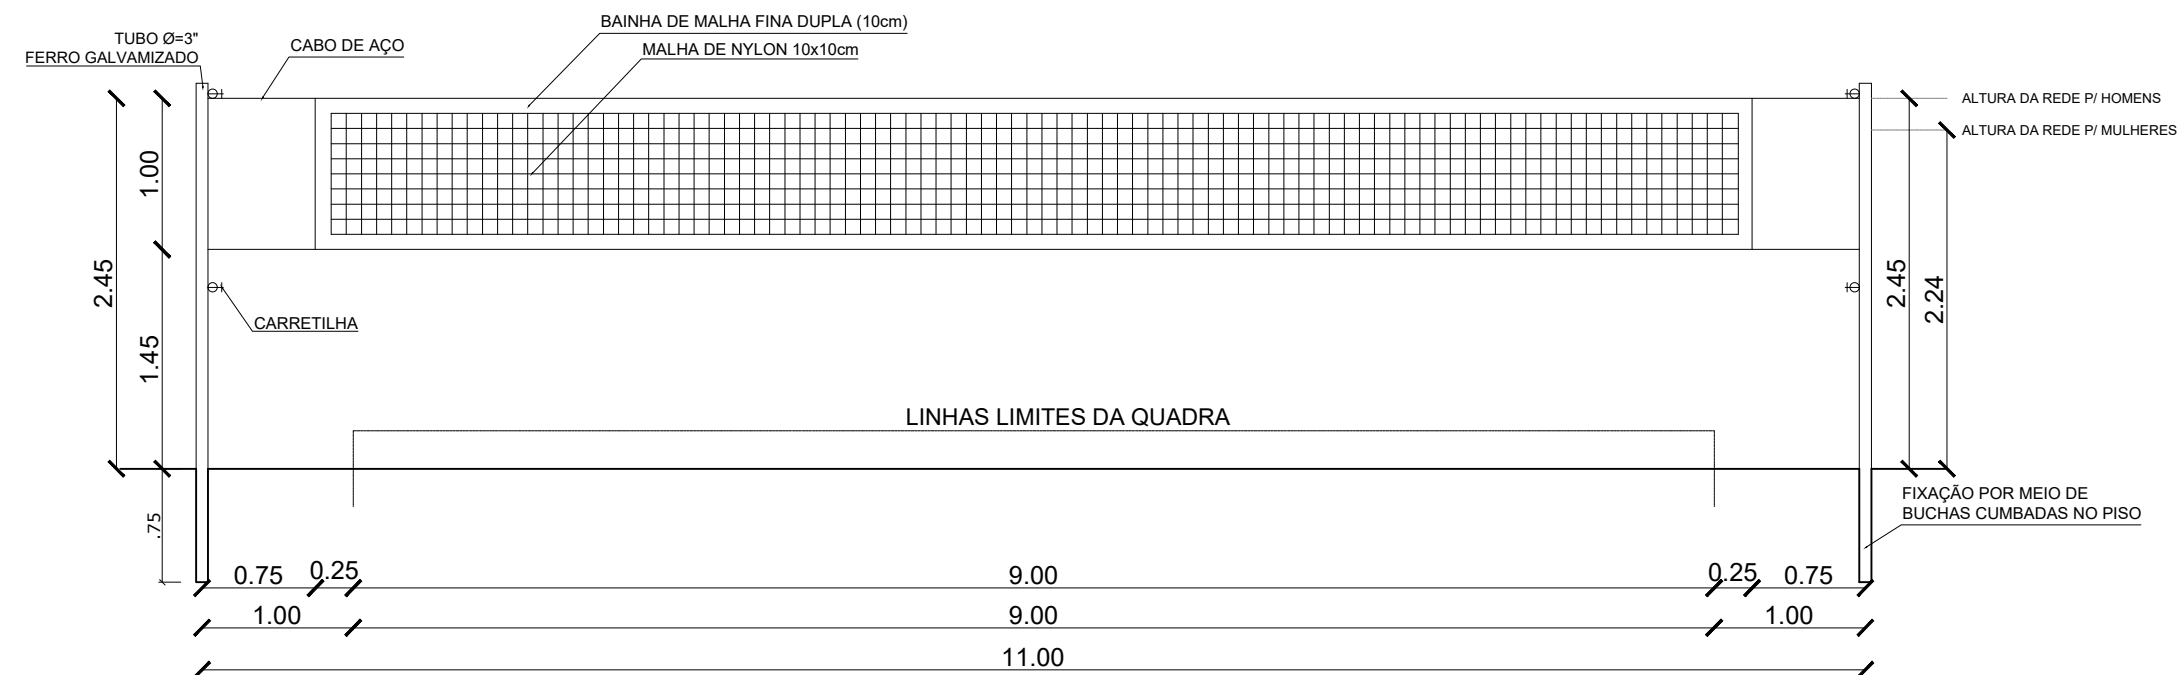 BAINHA DE MALHA FINA DUPLA (10cm)
TUBO Ø=3"
FERRO GALVAMIZADO
CABO DE AÇO
MALHA DE NYLON 10x10cm
ALTURA DA REDE P/ HOMENS
ALTURA DA REDE P/ MULHERES
1.00
2.45
1.45
.75
CARRETILHA
2.45
2.24
LINHAS LIMITES DA QUADRA
FIXAÇÃO POR MEIO DE
BUCHAS CUMBADAS NO PISO
0.75 0.25 9.00 0.25 0.75
1.00 9.00 1.00
11.00